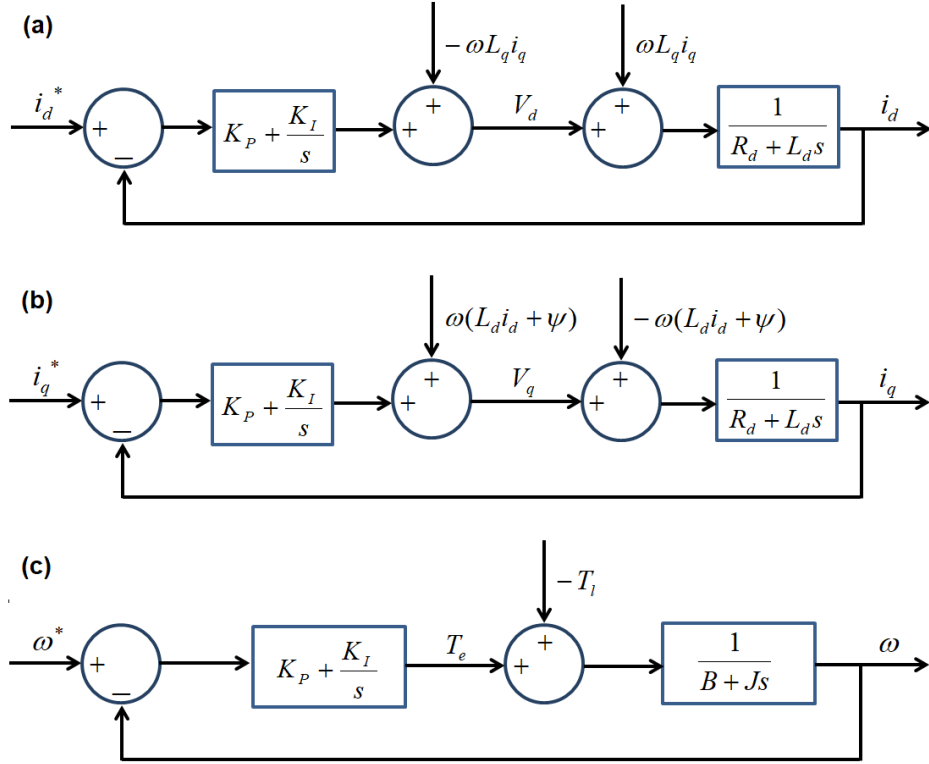 (a)
- ωL_q i_q
ωL_q i_q
i_d^*
+
−
K_P + K_I/s
+
+
V_d
+
+
1/(R_d + L_d s)
i_d
(b)
ω(L_d i_d + ψ)
- ω(L_d i_d + ψ)
i_q^*
+
−
K_P + K_I/s
+
+
V_q
+
+
1/(R_d + L_d s)
i_q
(c)
- T_l
ω^*
+
−
K_P + K_I/s
T_e
+
+
1/(B + Js)
ω